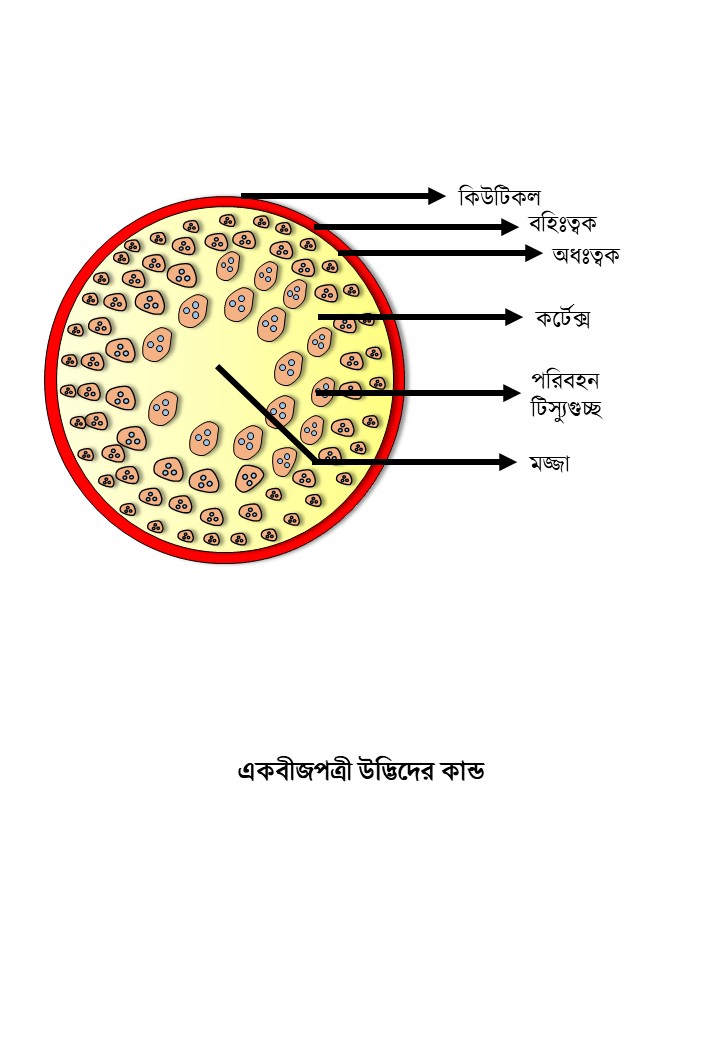 কিউটিকল
বহিঃত্বক
অধঃত্বক
কর্টেক্স
পরিবহন
টিস্যুগুচ্ছ
মজ্জা
একবীজপত্রী উদ্ভিদের কান্ড